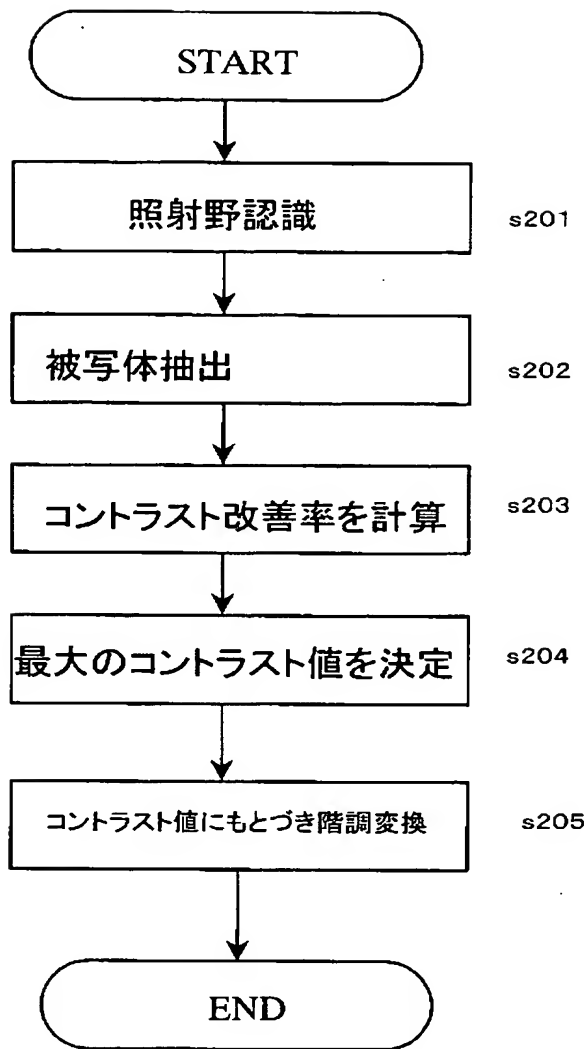 START
照射野認識
s201
被写体抽出
s202
コントラスト改善率を計算
s203
最大のコントラスト値を決定
s204
コントラスト値にもとづき階調変換
s205
END